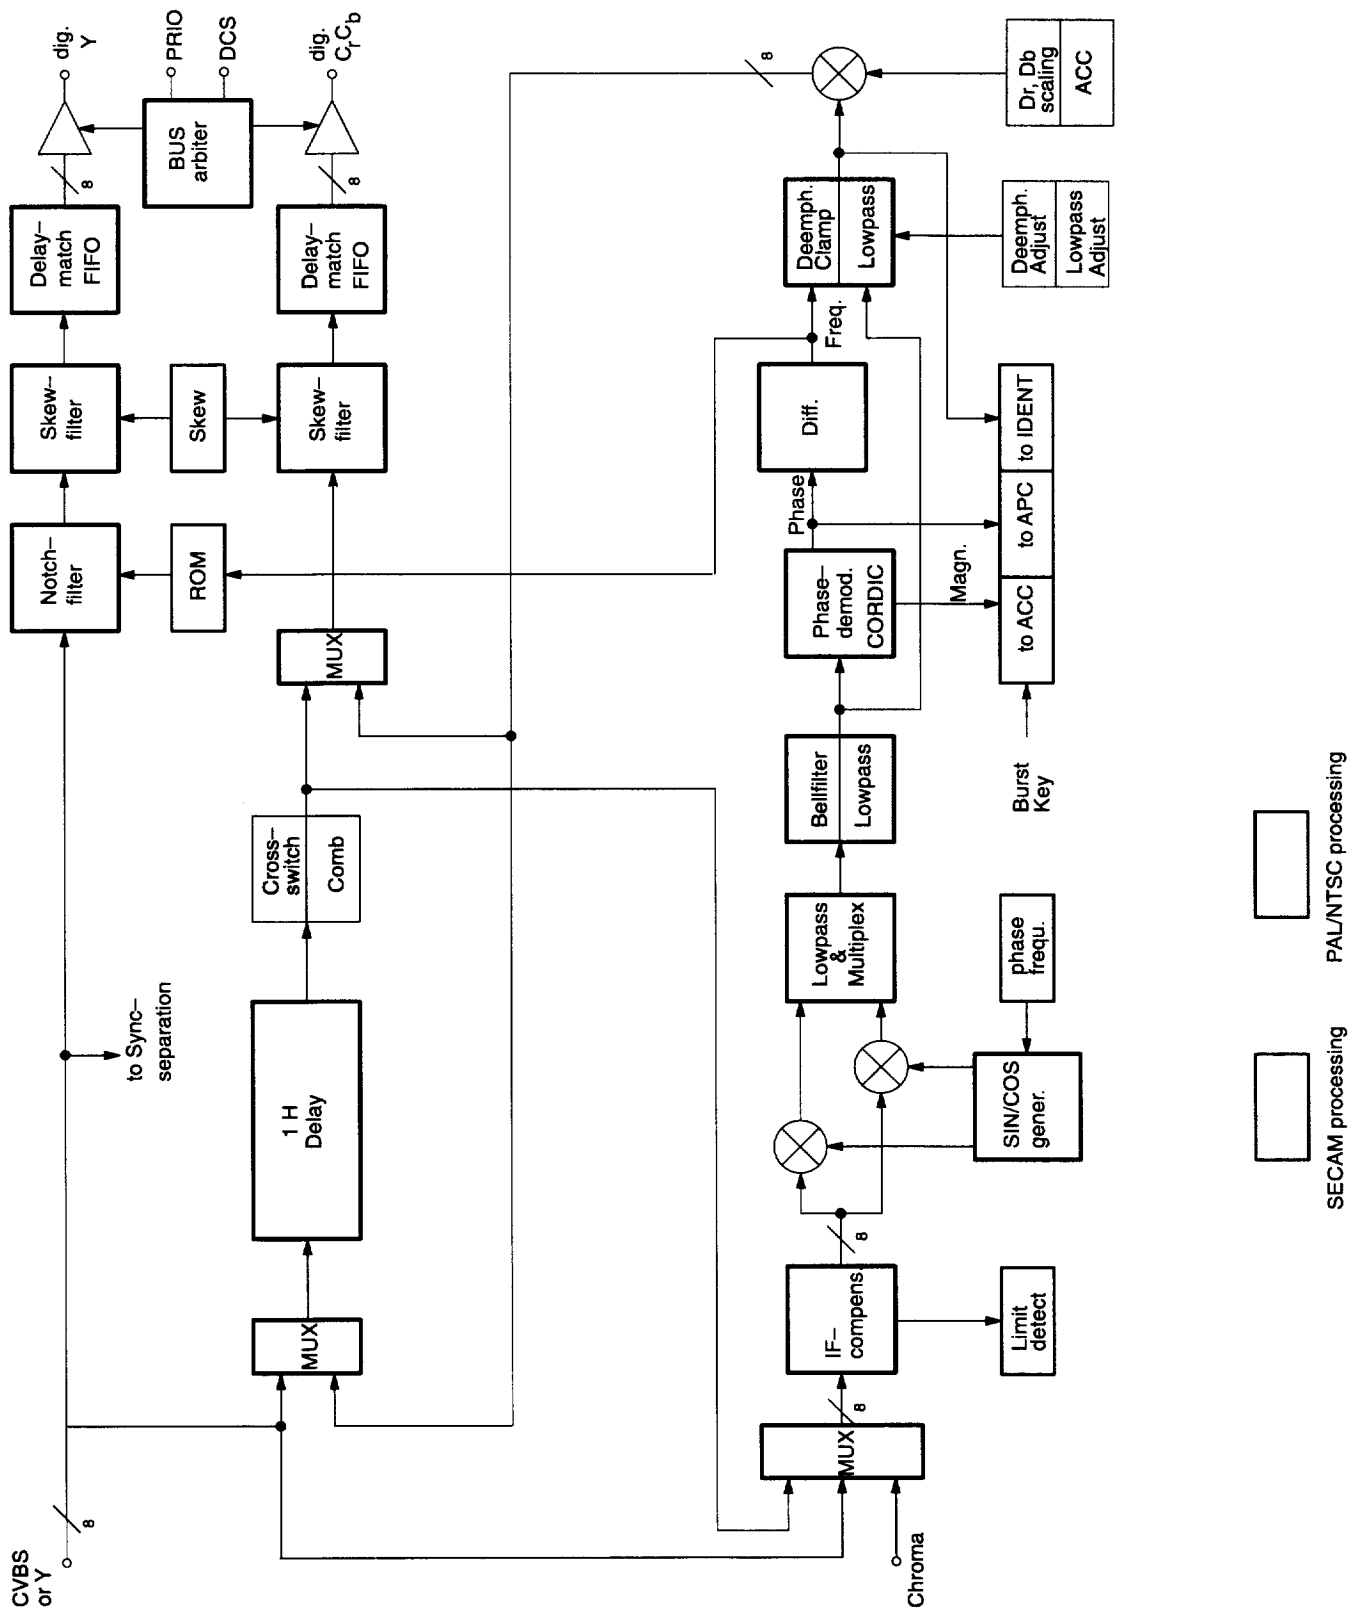 CVBS
or Y
8
to Sync–
separation
Notch–
filter
Skew–
filter
Delay–
match
FIFO
8
dig.
Y
ROM
Skew
BUS
arbiter
PRIO
DCS
MUX
1 H
Delay
Cross–
switch
Comb
MUX
Skew–
filter
Delay–
match
FIFO
8
dig.
CrCb
Chroma
MUX
8
IF–
compens.
8
Limit
detect
SIN/COS
gener.
phase
frequ.
Lowpass
&
Multiplex
Bellfilter
Lowpass
Phase–
demod.
CORDIC
Phase
Magn.
Diff.
Freq.
Deemph.
Clamp
Lowpass
8
Burst
Key
to ACC
to APC
to IDENT
Deemph.
Adjust
Lowpass
Adjust
Dr, Db
scaling
ACC
SECAM processing
PAL/NTSC processing